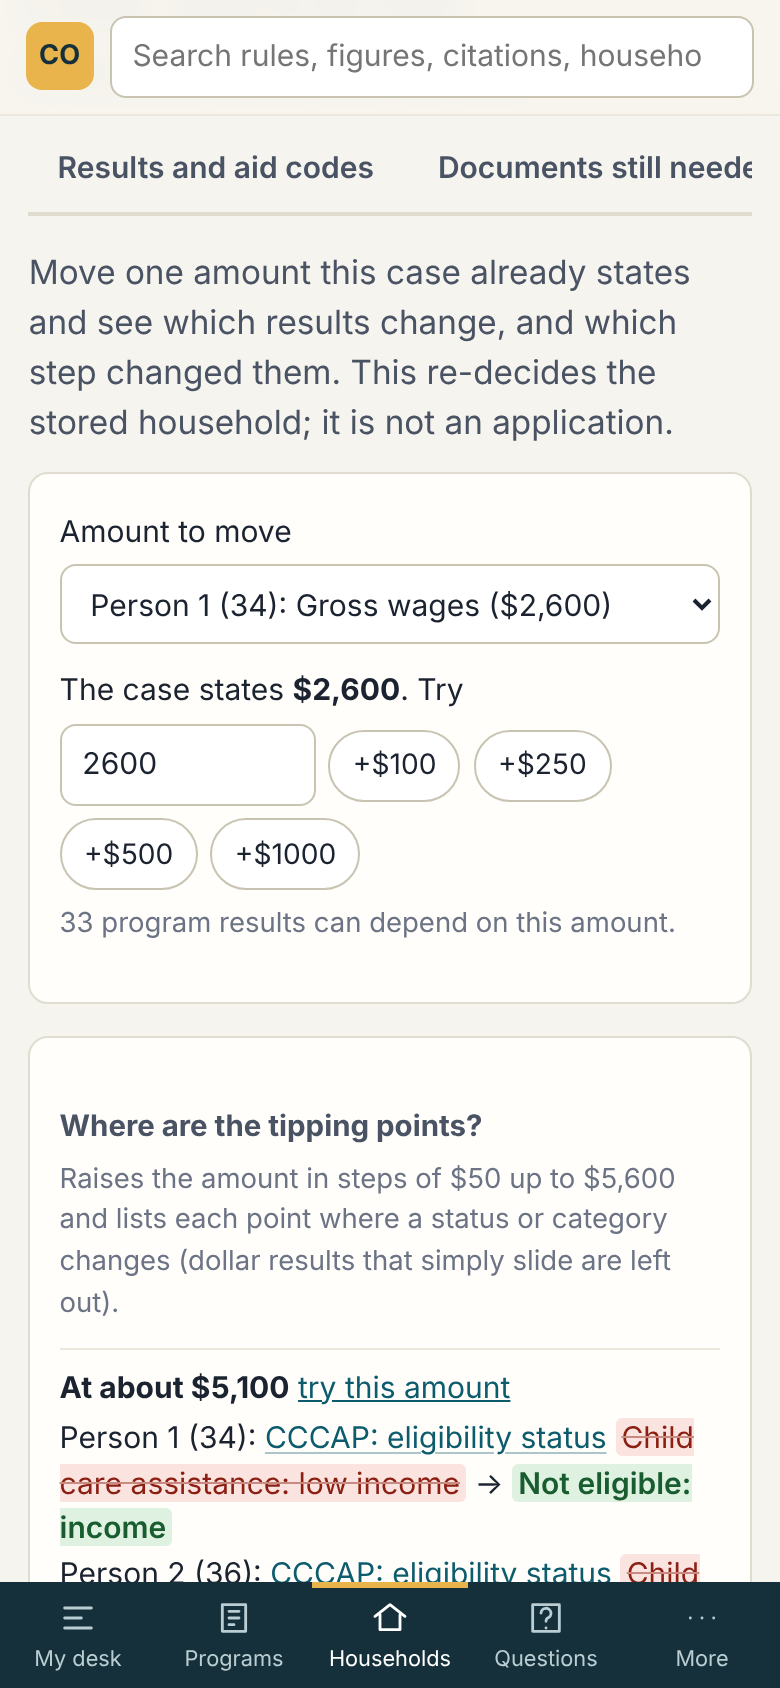 CO
Search rules, figures, citations, househo
Results and aid codes
Documents still neede
Move one amount this case already states
and see which results change, and which
step changed them. This re-decides the
stored household; it is not an application.
Amount to move
Person 1 (34): Gross wages ($2,600)
The case states $2,600. Try
2600
+$100
+$250
+$500
+$1000
33 program results can depend on this amount.
Where are the tipping points?
Raises the amount in steps of $50 up to $5,600
and lists each point where a status or category
changes (dollar results that simply slide are left
out).
At about $5,100 try this amount
Person 1 (34): CCCAP: eligibility status Child
care assistance: low income → Not eligible:
income
Person 2 (36): CCCAP: eligibility status Child
My desk
Programs
Households
Questions
More